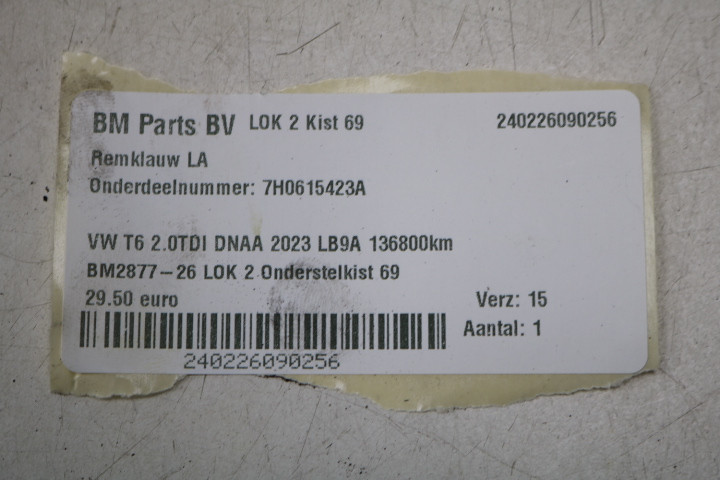 BM Parts BV LOK 2 Kist 69 240226090256
Remklauw LA
Onderdeelnummer: 7H0615423A
VW T6 2.0TDI DNAA 2023 LB9A 136800km
BM2877-26 LOK 2 Onderstelkist 69
29.50 euro Verz: 15
Aantal: 1
240226090256